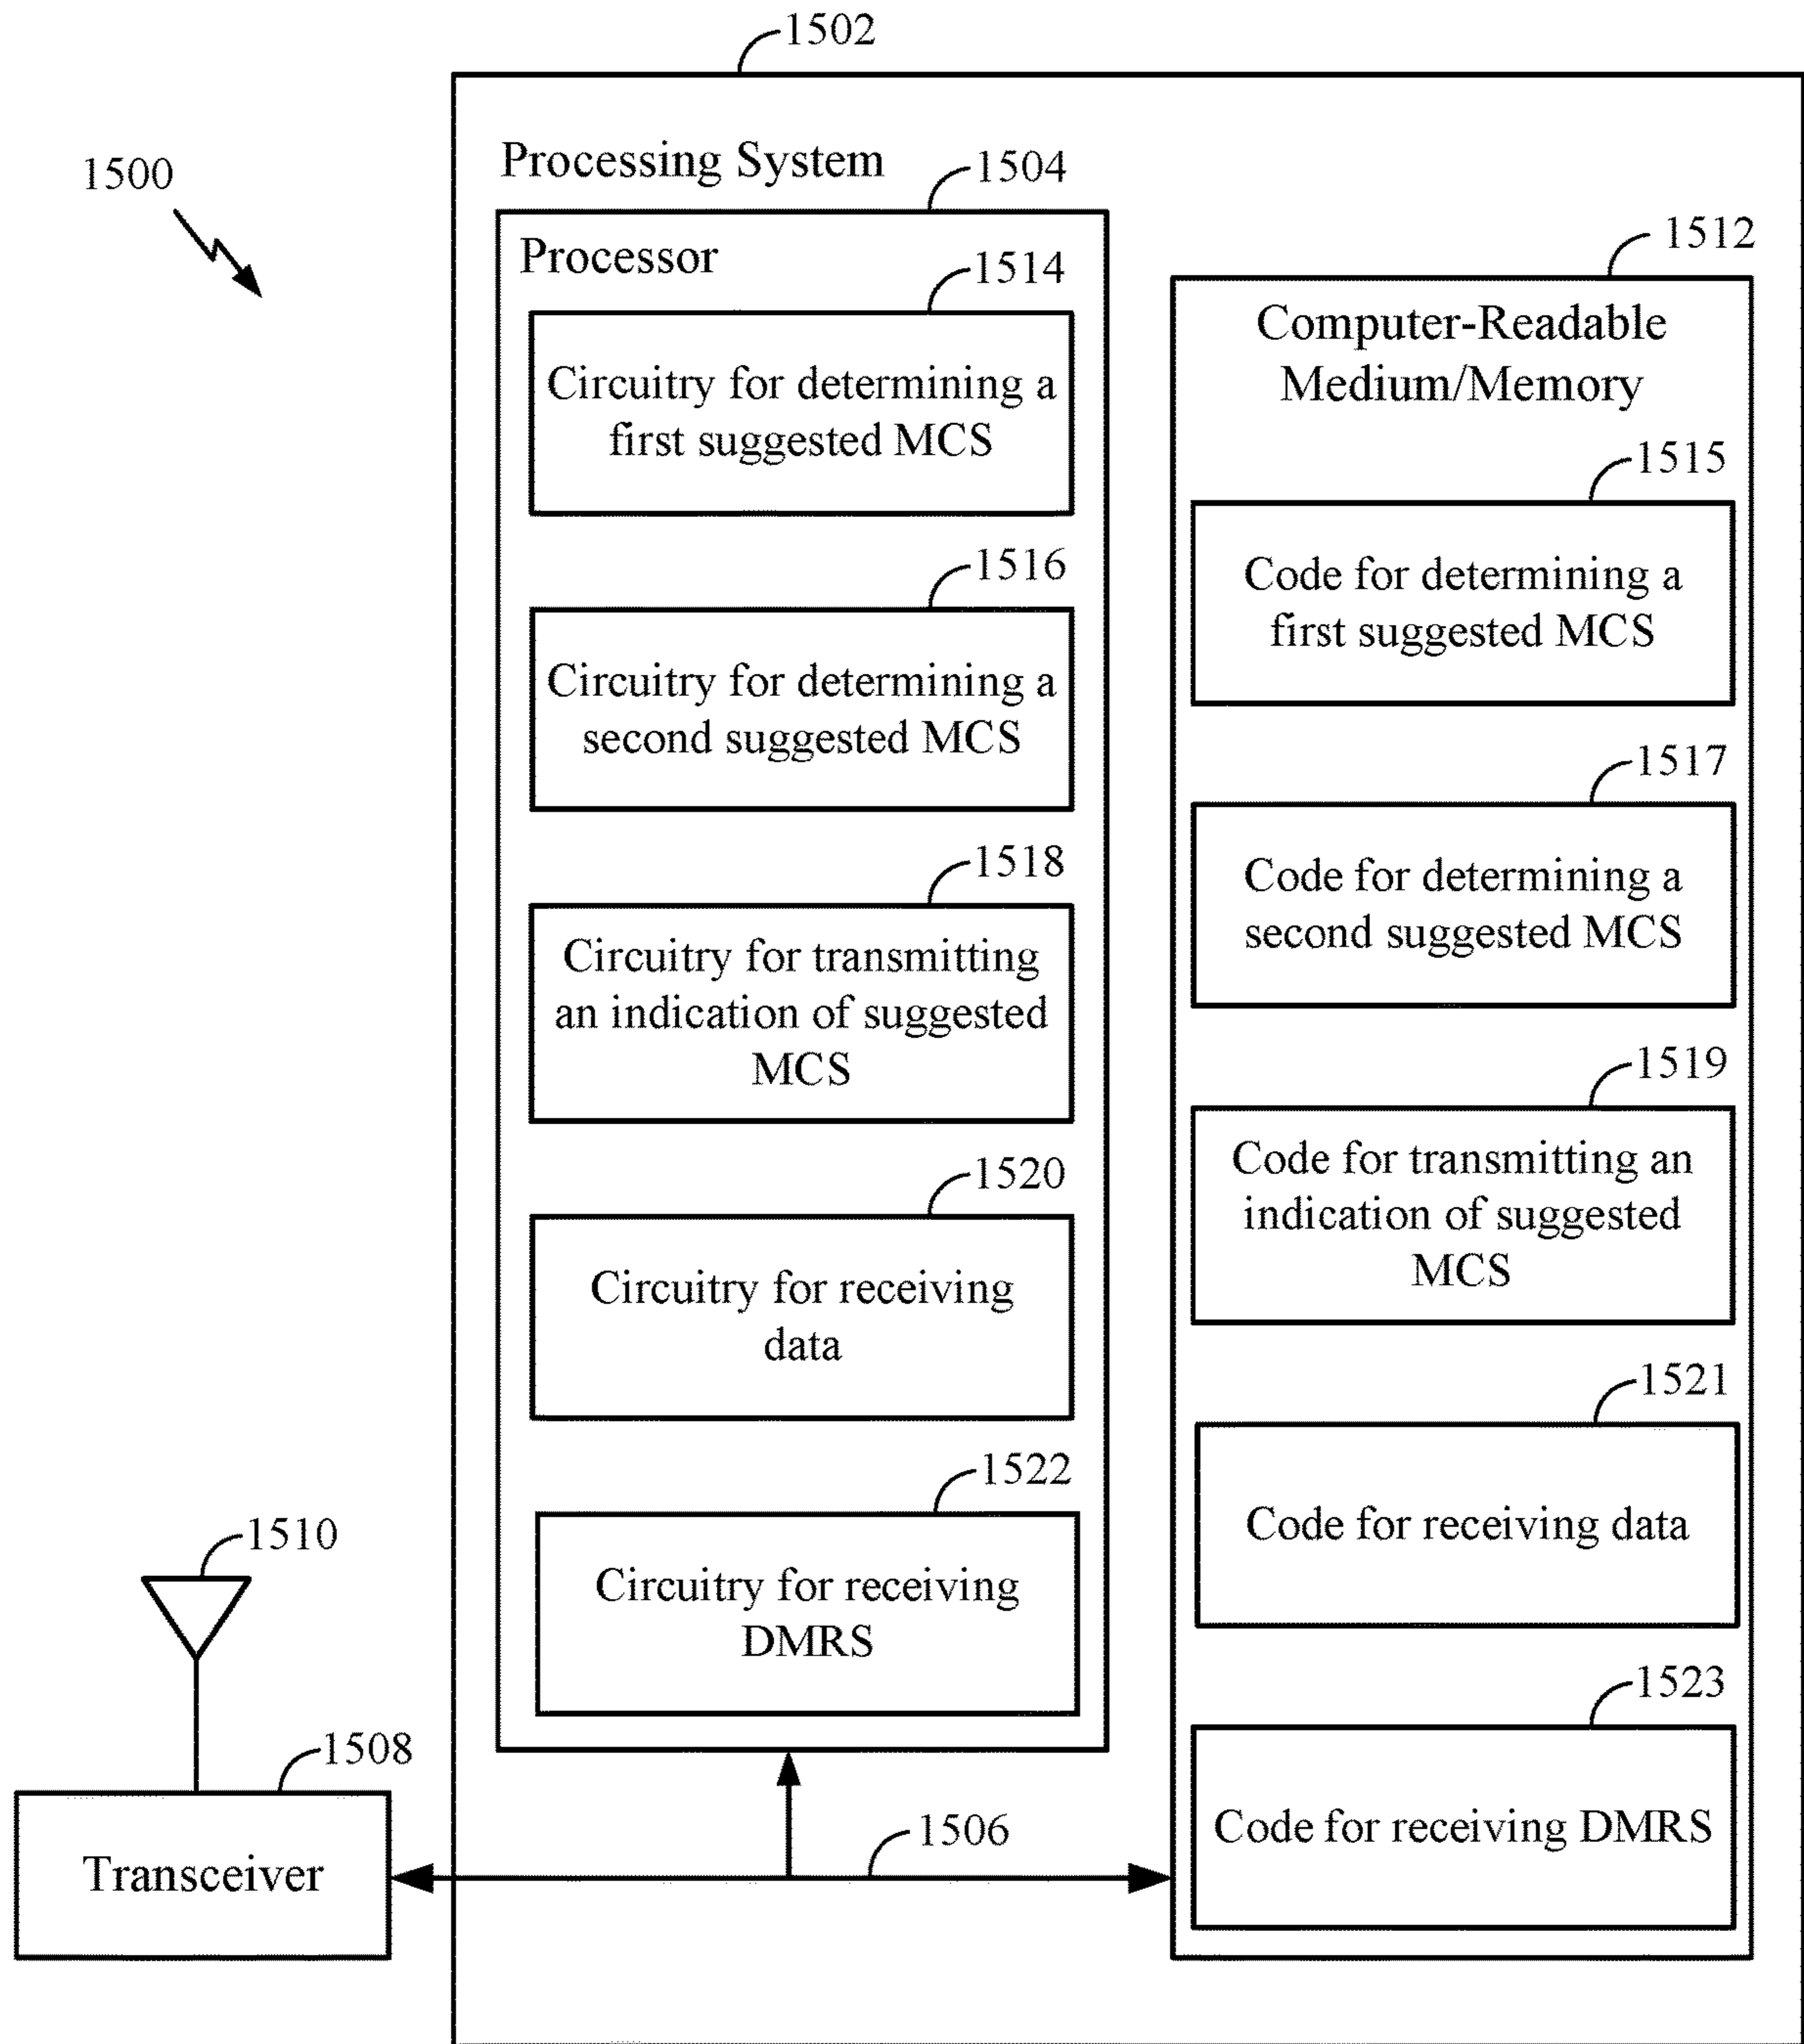 1502
1500
Processing System
1504
Processor
1514
Circuitry for determining a
first suggested MCS
1516
Circuitry for determining a
second suggested MCS
1518
Circuitry for transmitting
an indication of suggested
MCS
1520
Circuitry for receiving
data
1522
Circuitry for receiving
DMRS
1512
Computer-Readable
Medium/Memory
1515
Code for determining a
first suggested MCS
1517
Code for determining a
second suggested MCS
1519
Code for transmitting an
indication of suggested
MCS
1521
Code for receiving data
1523
Code for receiving DMRS
1510
1508
Transceiver
1506